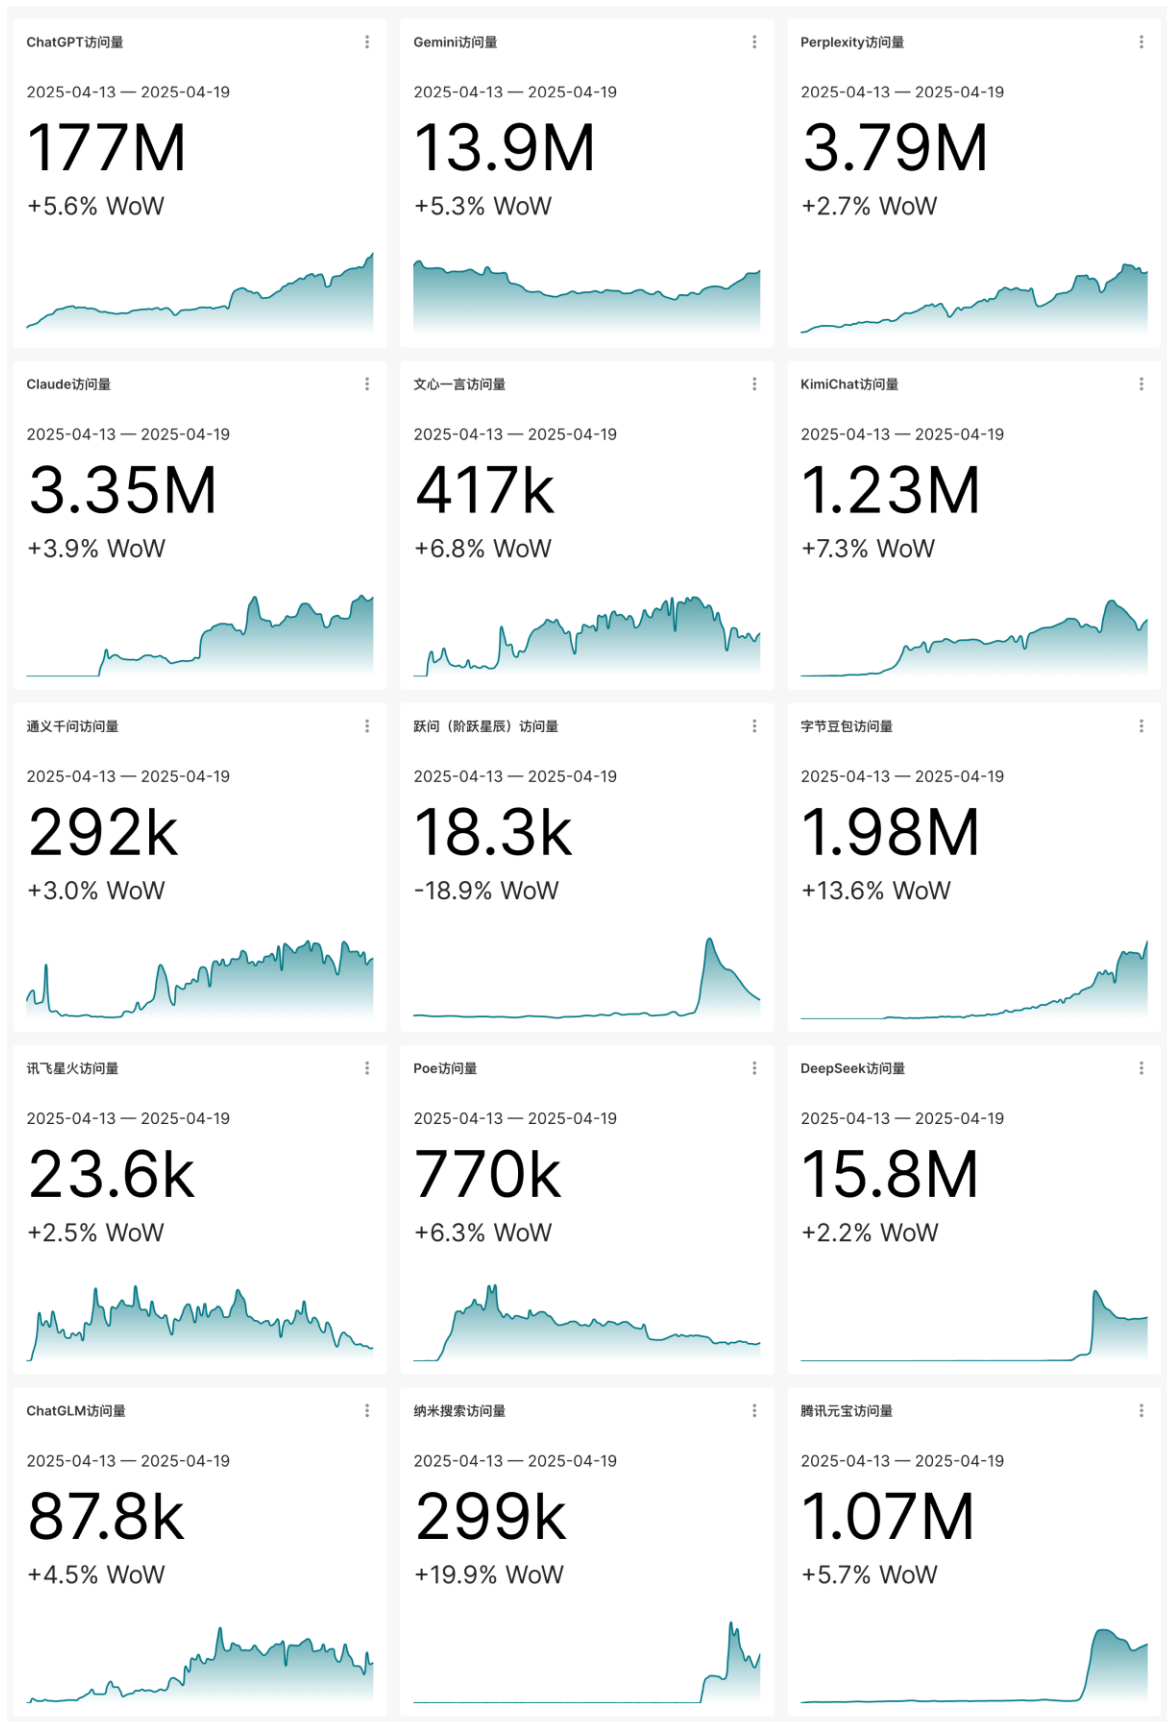 ChatGPT访问量
2025-04-13 — 2025-04-19
177M
+5.6% WoW
Gemini访问量
2025-04-13 — 2025-04-19
13.9M
+5.3% WoW
Perplexity访问量
2025-04-13 — 2025-04-19
3.79M
+2.7% WoW
Claude访问量
2025-04-13 — 2025-04-19
3.35M
+3.9% WoW
文心一言访问量
2025-04-13 — 2025-04-19
417k
+6.8% WoW
KimiChat访问量
2025-04-13 — 2025-04-19
1.23M
+7.3% WoW
通义千问访问量
2025-04-13 — 2025-04-19
292k
+3.0% WoW
跃问（阶跃星辰）访问量
2025-04-13 — 2025-04-19
18.3k
-18.9% WoW
字节豆包访问量
2025-04-13 — 2025-04-19
1.98M
+13.6% WoW
讯飞星火访问量
2025-04-13 — 2025-04-19
23.6k
+2.5% WoW
Poe访问量
2025-04-13 — 2025-04-19
770k
+6.3% WoW
DeepSeek访问量
2025-04-13 — 2025-04-19
15.8M
+2.2% WoW
ChatGLM访问量
2025-04-13 — 2025-04-19
87.8k
+4.5% WoW
纳米搜索访问量
2025-04-13 — 2025-04-19
299k
+19.9% WoW
腾讯元宝访问量
2025-04-13 — 2025-04-19
1.07M
+5.7% WoW